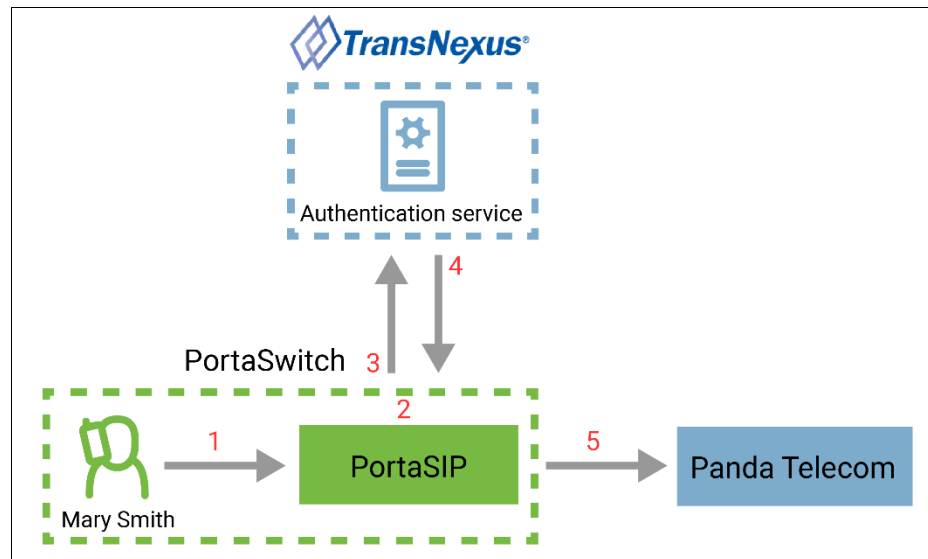 TransNexus®
Authentication service
4
PortaSwitch
3
2
1
PortaSIP
5
Panda Telecom
Mary Smith